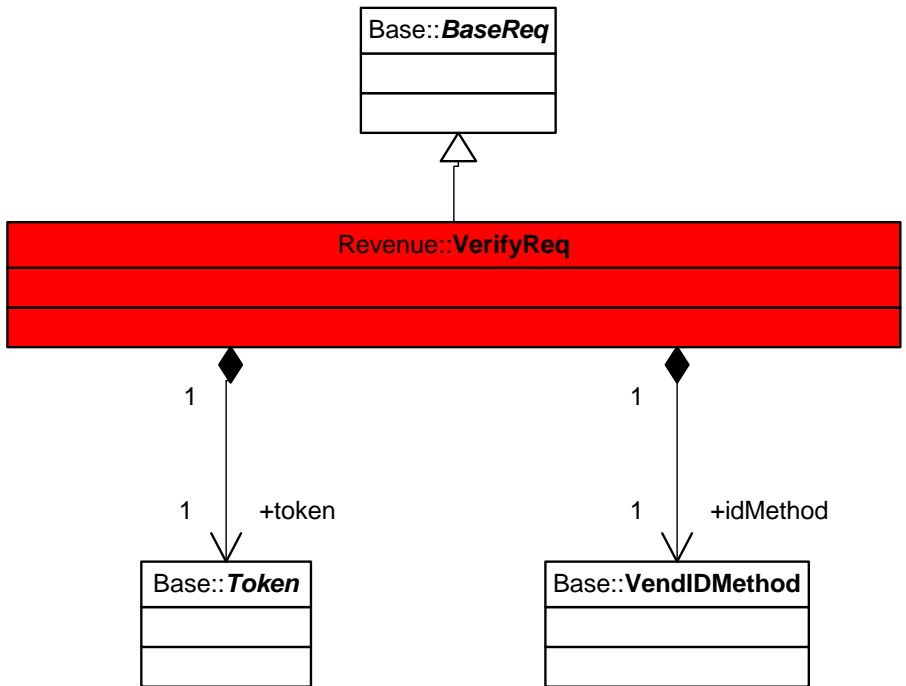 Base::BaseReq
Revenue::VerifyReq
1
1
1 +token
1 +idMethod
Base::Token
Base::VendIDMethod